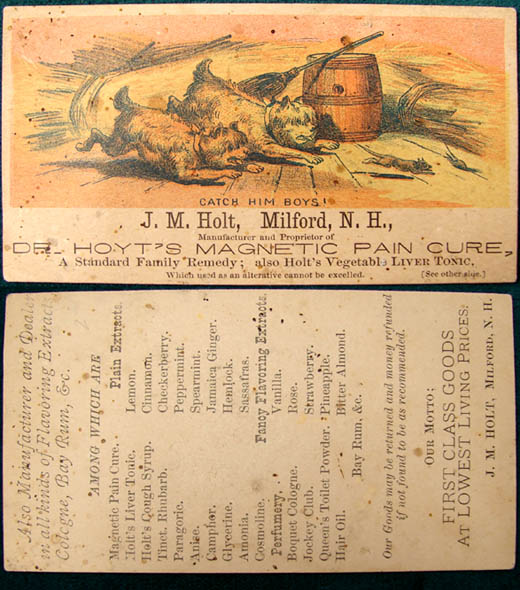 CATCH HIM BOYS!
J. M. Holt, Milford, N. H.,
Manufacturer and Proprietor of
DR. HOYT'S MAGNETIC PAIN CURE,
A Standard Family Remedy; also Holt's Vegetable LIVER TONIC.
Which used as an alterative cannot be excelled. [See other side.]
Also Manufacturer and Dealer
in all kinds of Flavoring Extracts,
Cologne, Bay Rum, &c.
AMONG WHICH ARE
Magnetic Pain Cure.
Holt's Liver Tonic.
Holt's Cough Syrup.
Tinct. Rhubarb.
Paragoric.
Anise.
Camphor.
Glycerine.
Amonia.
Cosmoline.
Perfumery.
Boquet Cologne.
Jockey Club.
Queen's Toilet Powder.
Hair Oil.
Plain Extracts.
Lemon.
Cinnamon.
Checkerberry.
Peppermint.
Spearmint.
Jamaica Ginger.
Hemlock.
Sassafras.
Fancy Flavoring Extracts.
Vanilla.
Rose.
Strawberry.
Pineapple.
Bitter Almond.
Bay Rum, &c.
Our Goods may be returned and money refunded
if not found to be as recommended.
OUR MOTTO:
FIRST CLASS GOODS
AT LOWEST LIVING PRICES!
J. M. HOLT, MILFORD, N. H.